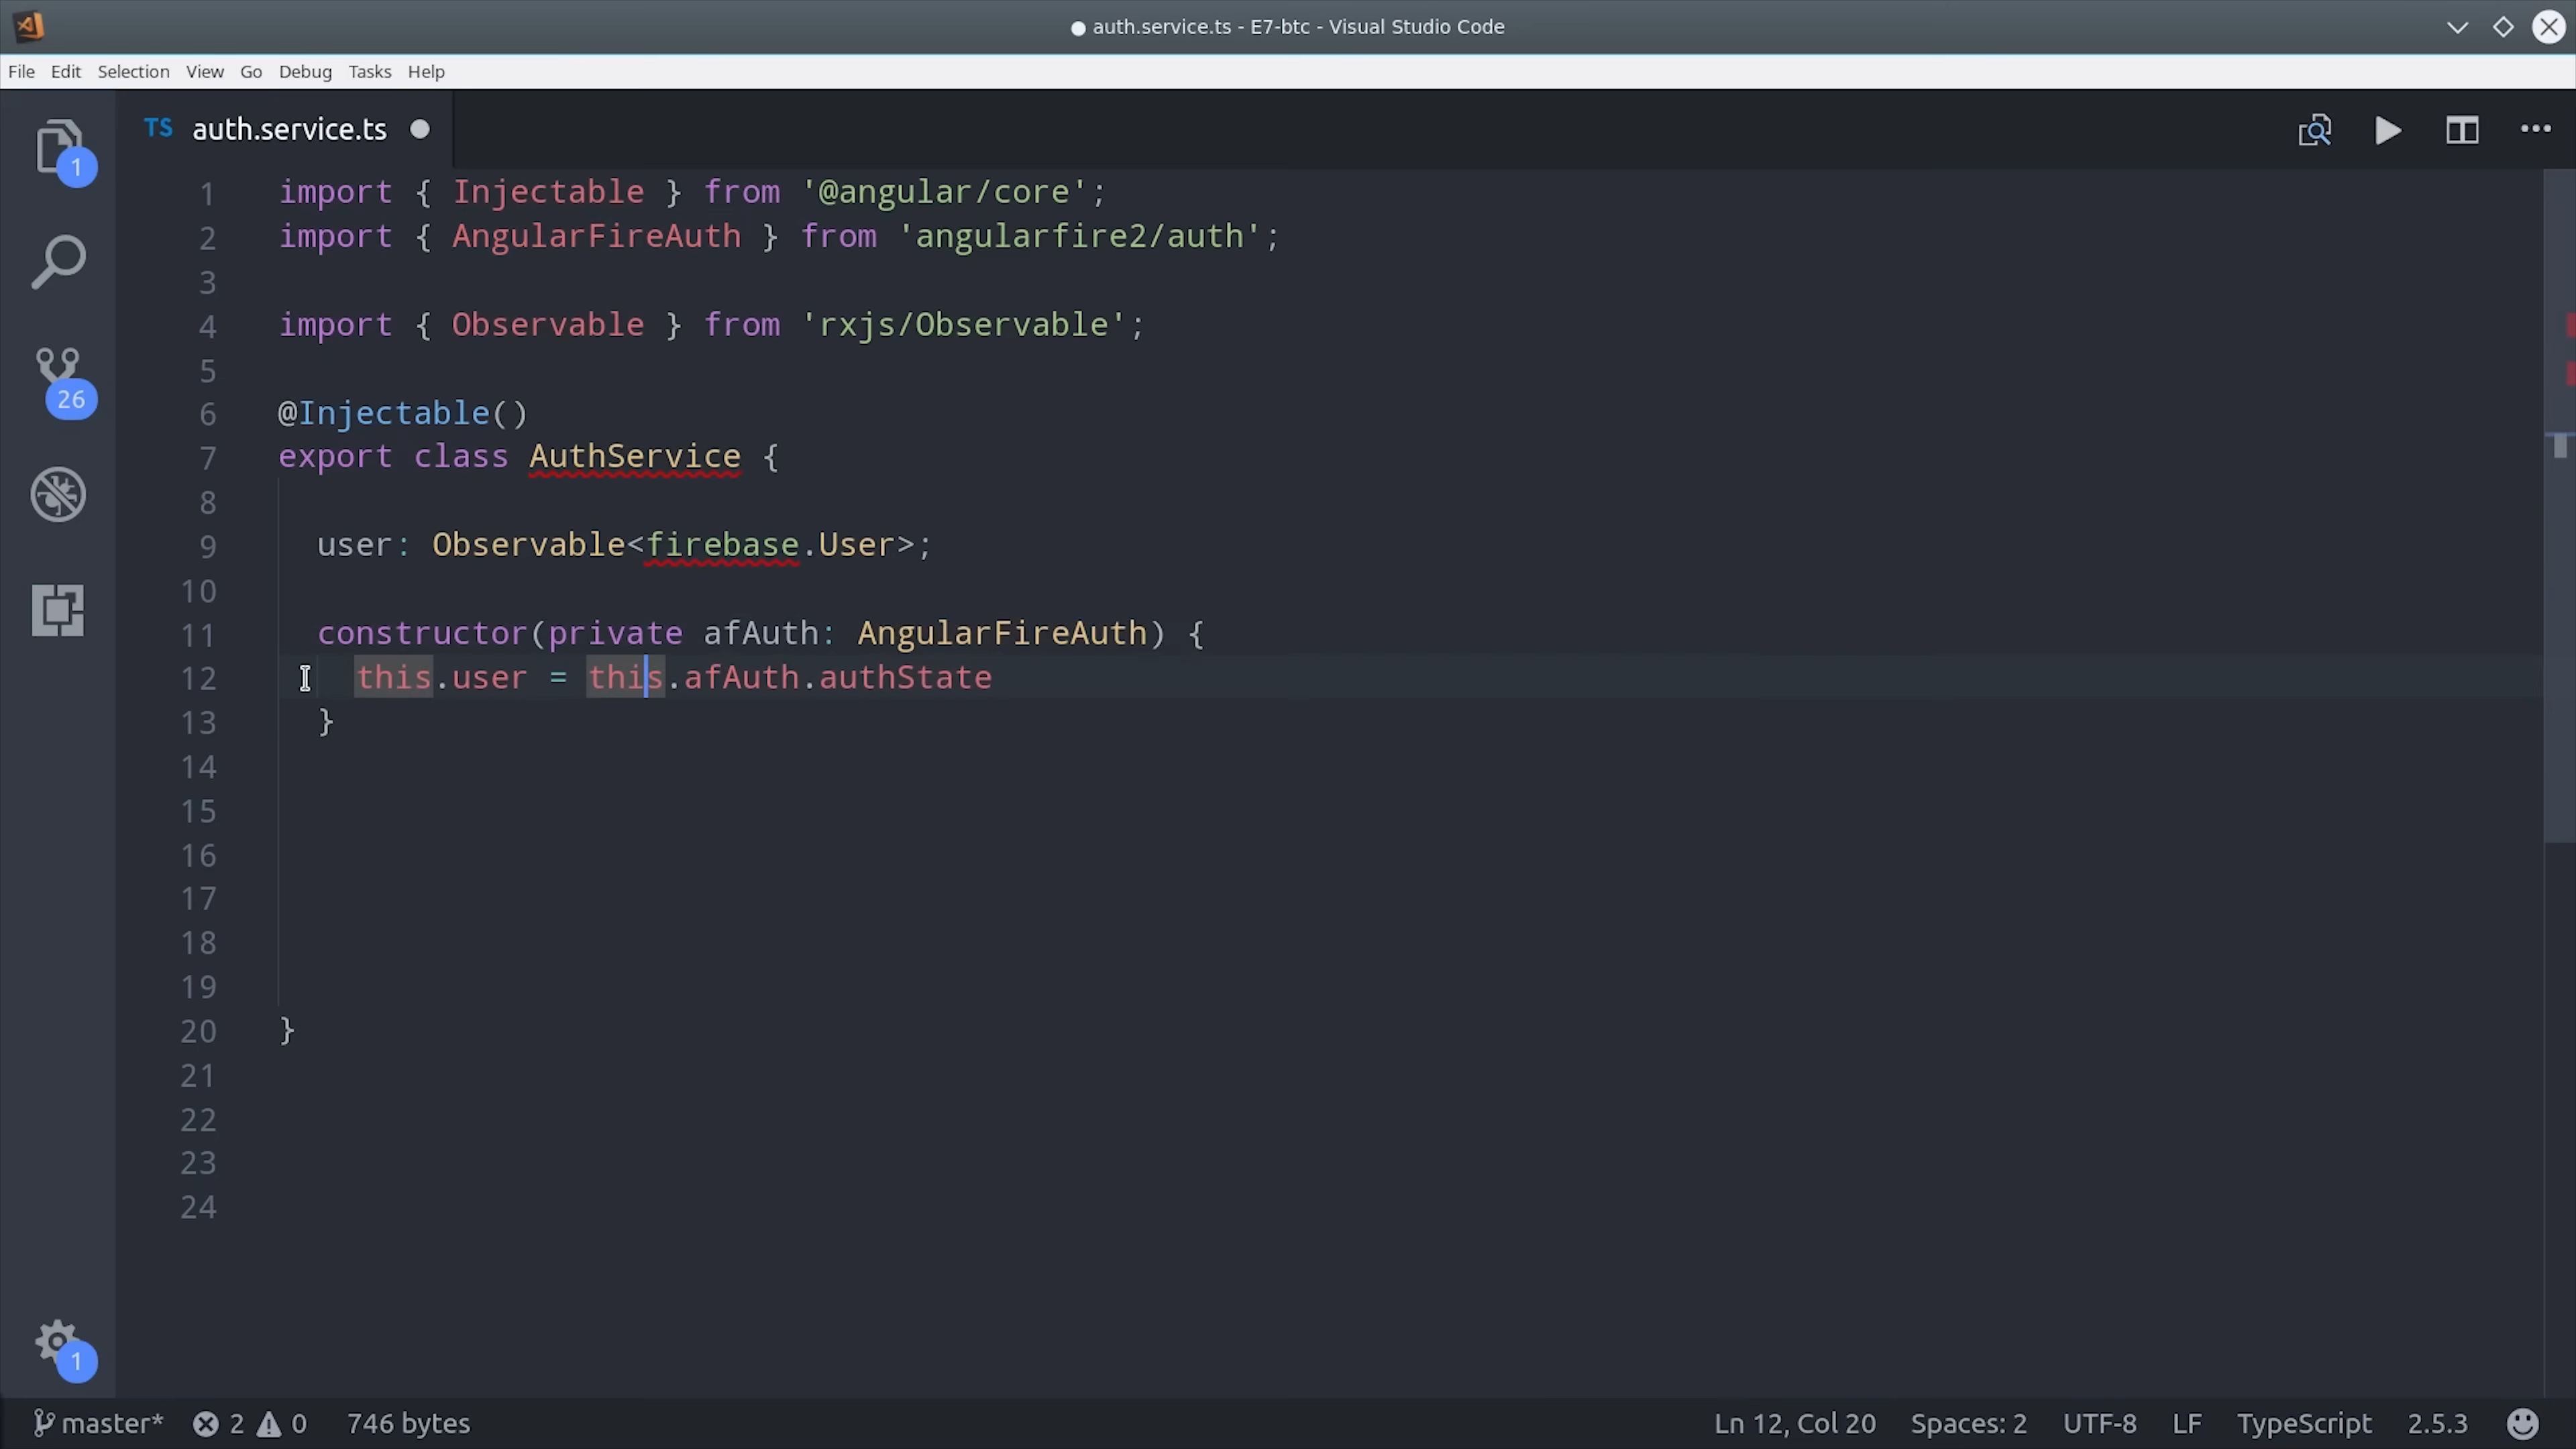 auth.service.ts - E7-btc - Visual Studio Code
File Edit Selection View Go Debug Tasks Help
TS auth.service.ts
1
26
1
1 import { Injectable } from '@angular/core';
2 import { AngularFireAuth } from 'angularfire2/auth';
3
4 import { Observable } from 'rxjs/Observable';
5
6 @Injectable()
7 export class AuthService {
8
9 user: Observable<firebase.User>;
10
11 constructor(private afAuth: AngularFireAuth) {
12 this.user = this.afAuth.authState
13 }
14
15
16
17
18
19
20 }
21
22
23
24
master* 2 0 746 bytes Ln 12, Col 20 Spaces: 2 UTF-8 LF TypeScript 2.5.3